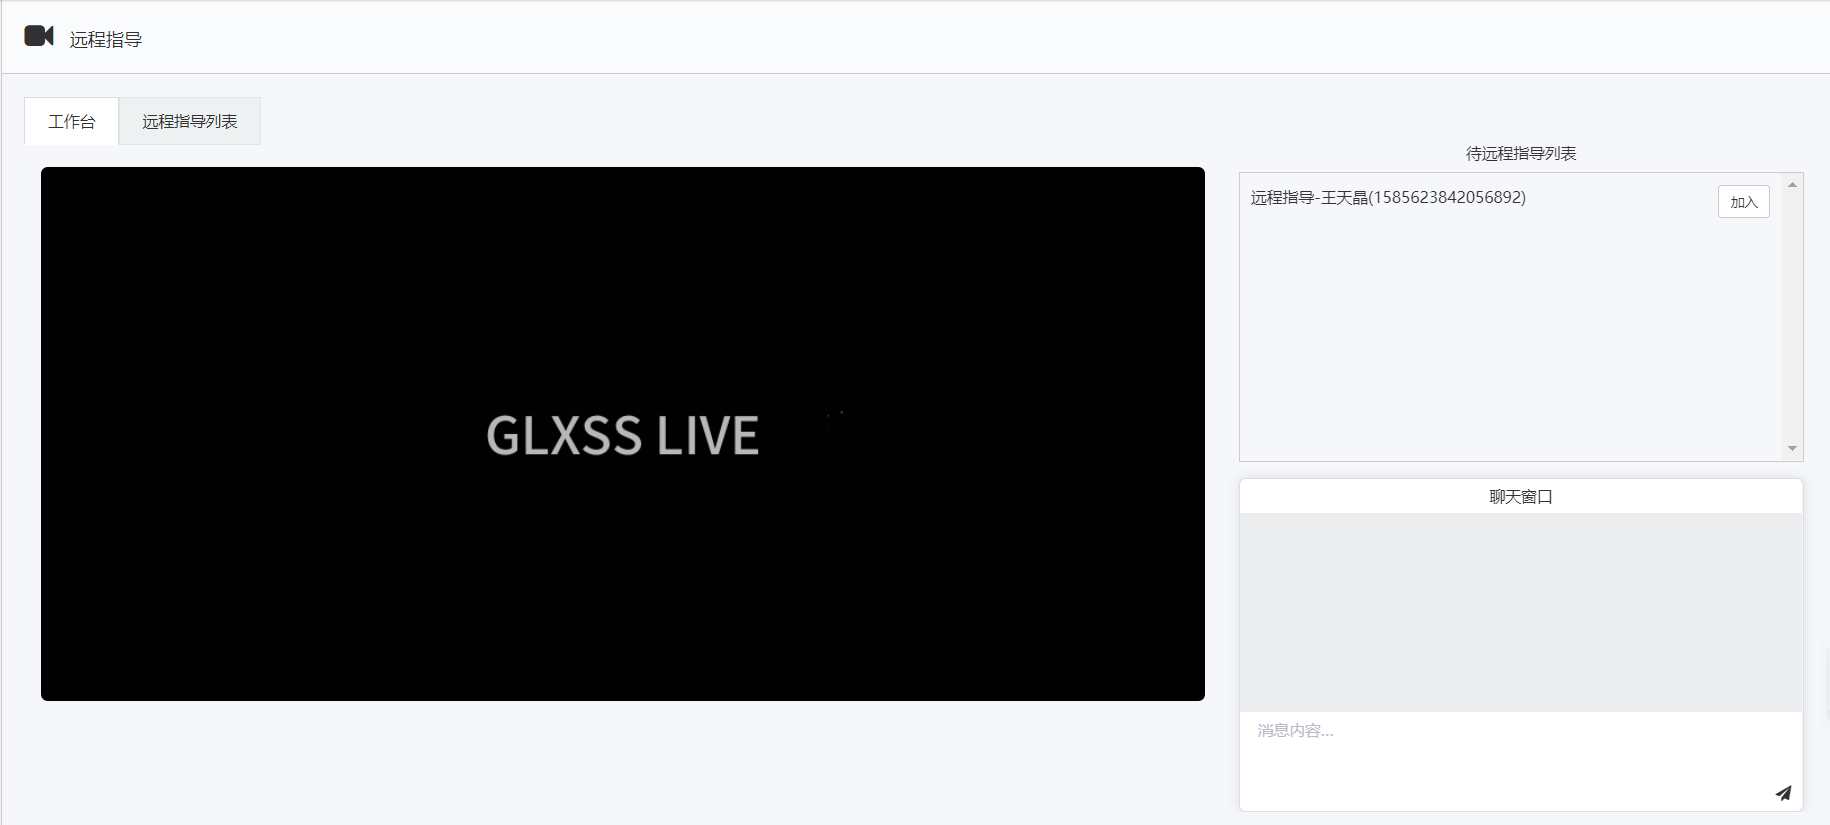 远程指导
工作台
远程指导列表
GLXSS LIVE
待远程指导列表
远程指导-王天晶(1585623842056892)
加入
聊天窗口
消息内容...